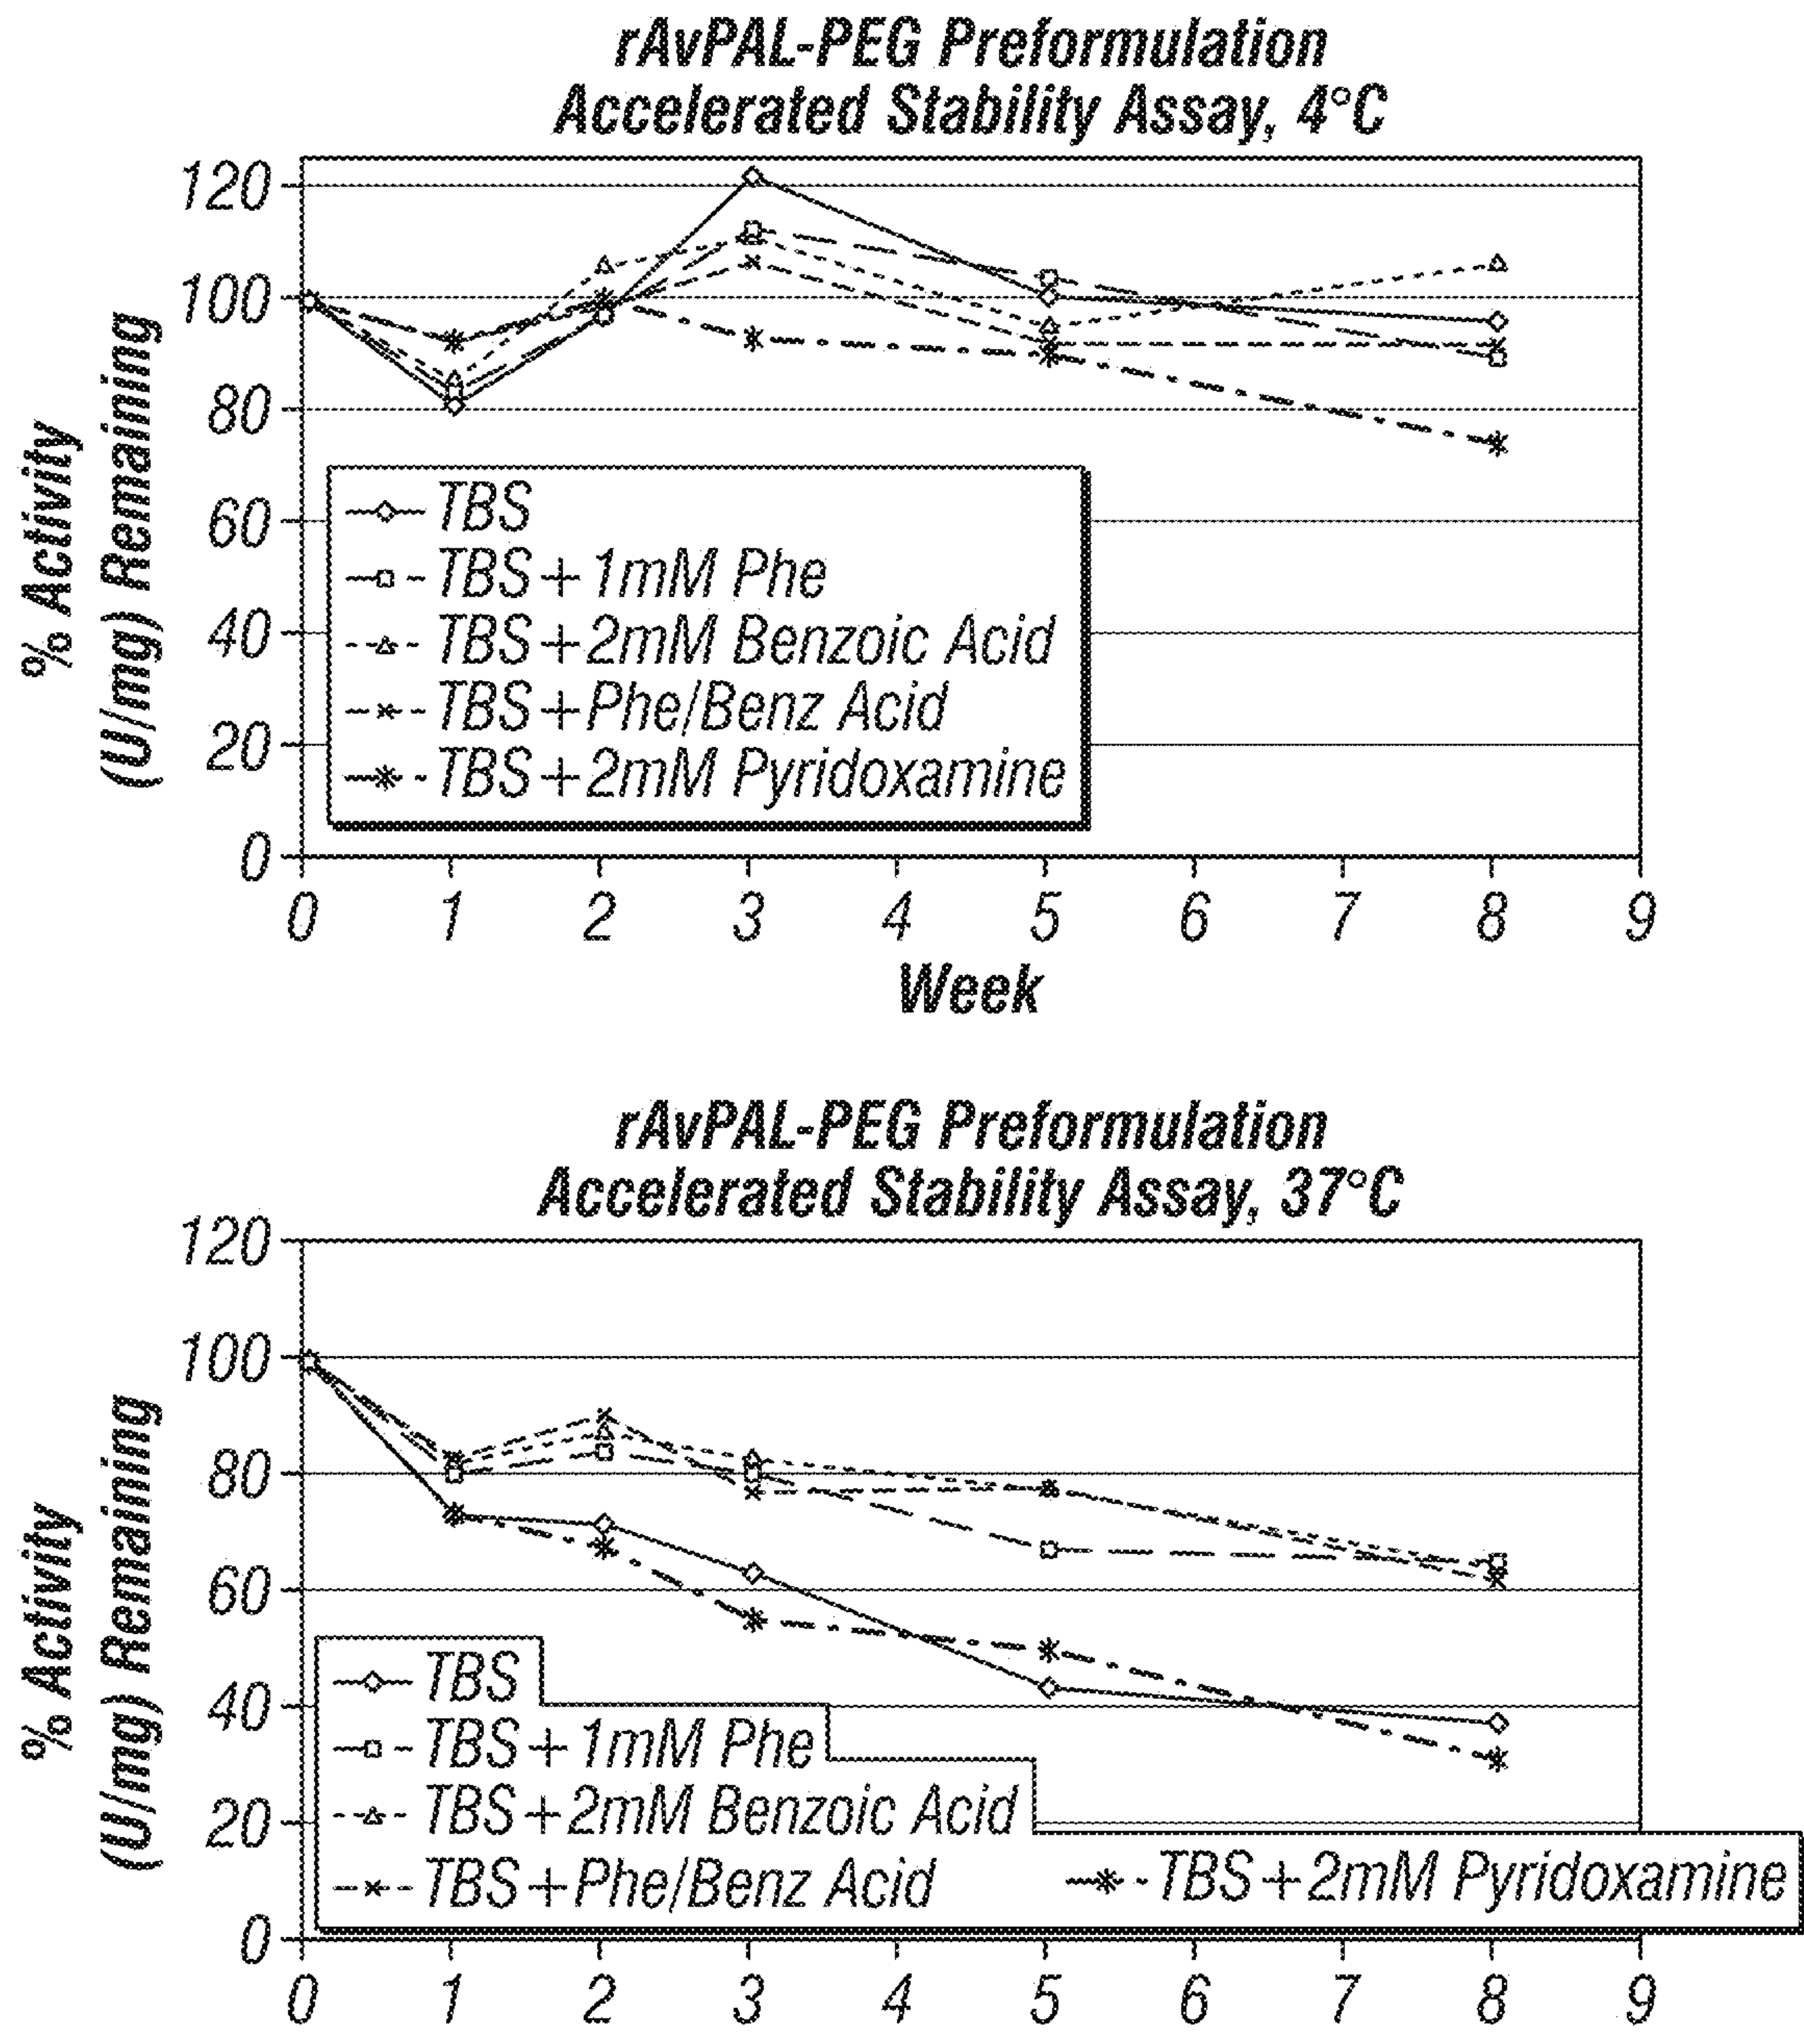 rAvPAL-PEG Preformulation
Accelerated Stability Assay, 4°C
% Activity
(U/mg) Remaining
120
100
80
60
40
20
0
TBS
TBS+1mM Phe
TBS+2mM Benzoic Acid
TBS+Phe/Benz Acid
TBS+2mM Pyridoxamine
0 1 2 3 4 5 6 7 8 9
Week
rAvPAL-PEG Preformulation
Accelerated Stability Assay, 37°C
% Activity
(U/mg) Remaining
120
100
80
60
40
20
0
TBS
TBS+1mM Phe
TBS+2mM Benzoic Acid
TBS+Phe/Benz Acid TBS+2mM Pyridoxamine
0 1 2 3 4 5 6 7 8 9